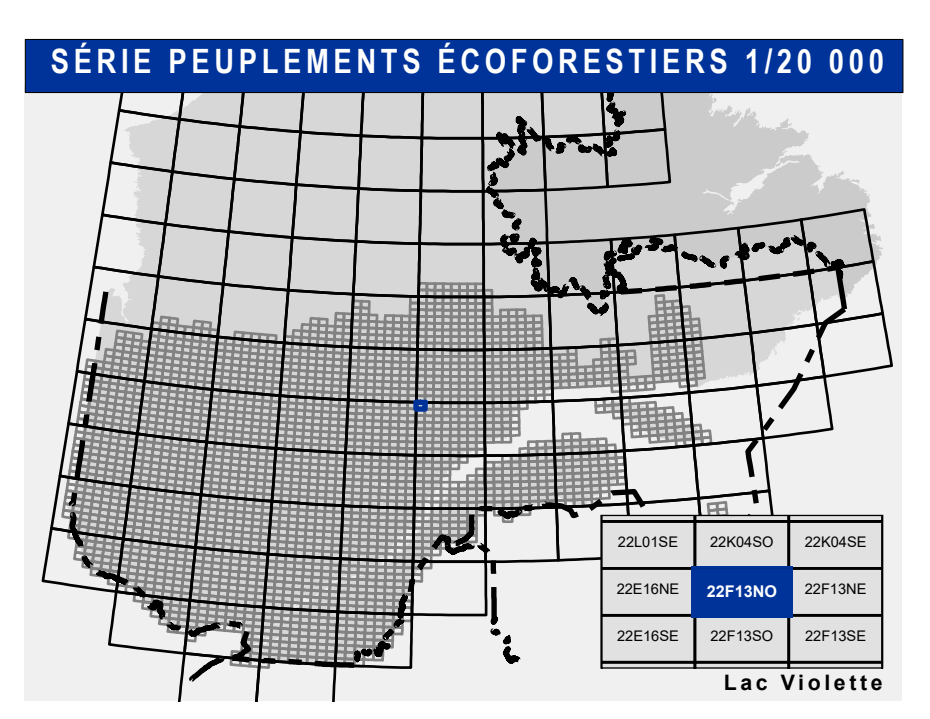 SÉRIE PEUPLEMENTS ÉCOFORESTIERS 1/20 000
22L01SE 22K04SO 22K04SE
22E16NE 22F13NO 22F13NE
22E16SE 22F13SO 22F13SE
Lac Violette